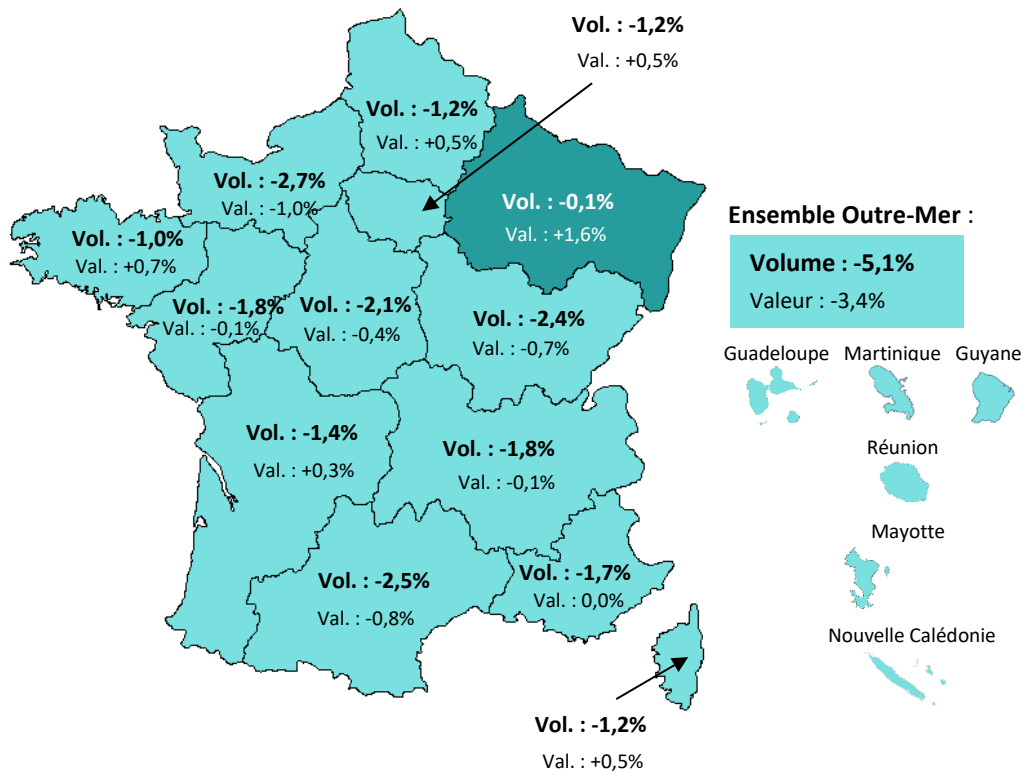 Vol. : -1,2%
Val. : +0,5%
Vol. : -1,2%
Val. : +0,5%
Vol. : -2,7%
Val. : -1,0%
Vol. : -0,1%
Val. : +1,6%
Vol. : -1,0%
Val. : +0,7%
Vol. : -1,8%
Val. : -0,1%
Vol. : -2,1%
Val. : -0,4%
Vol. : -2,4%
Val. : -0,7%
Vol. : -1,4%
Val. : +0,3%
Vol. : -1,8%
Val. : -0,1%
Vol. : -2,5%
Val. : -0,8%
Vol. : -1,7%
Val. : 0,0%
Vol. : -1,2%
Val. : +0,5%
Ensemble Outre-Mer :
Volume : -5,1%
Valeur : -3,4%
Guadeloupe Martinique Guyane
Réunion
Mayotte
Nouvelle Calédonie